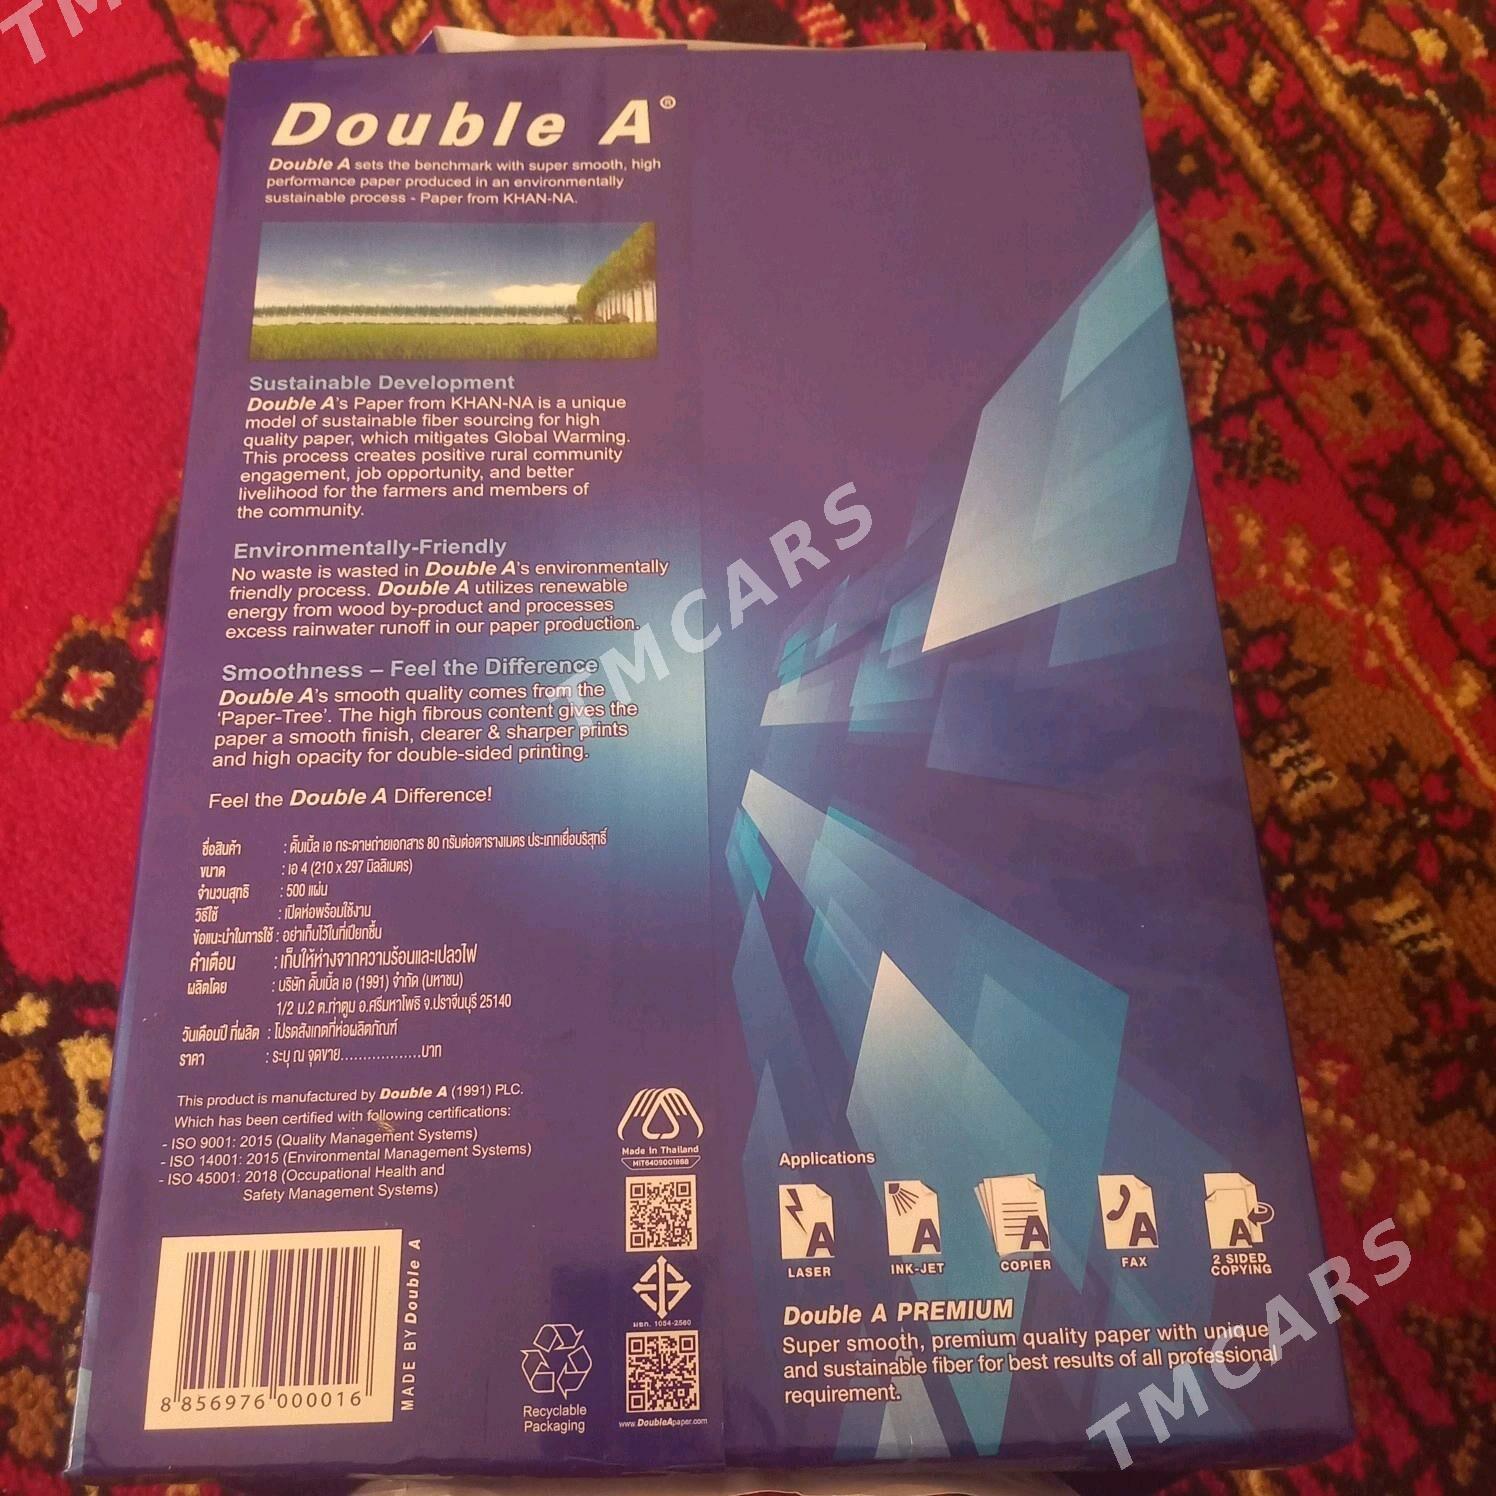 Double A®
Double A sets the benchmark with super smooth, high
performance paper produced in an environmentally
sustainable process - Paper from KHAN-NA.
Sustainable Development
Double A's Paper from KHAN-NA is a unique
model of sustainable fiber sourcing for high
quality paper, which mitigates Global Warming.
This process creates positive rural community
engagement, job opportunity, and better
livelihood for the farmers and members of
the community.
Environmentally-Friendly
No waste is wasted in Double A's environmentally
friendly process. Double A utilizes renewable
energy from wood by-product and processes
excess rainwater runoff in our paper production.
Smoothness – Feel the Difference
Double A's smooth quality comes from the
'Paper-Tree'. The high fibrous content gives the
paper a smooth finish, clearer & sharper prints
and high opacity for double-sided printing.
Feel the Double A Difference!
ชื่อสินค้า : ดั๊บเบิ้ล เอ กระดาษถ่ายเอกสาร 80 กรัมต่อตารางเมตร ประเภทเยื่อบริสุทธิ์
ขนาด : เอ 4 (210 x 297 มิลลิเมตร)
จำนวนสุทธิ : 500 แผ่น
วิธีใช้ : เปิดห่อพร้อมใช้งาน
ข้อแนะนำในการใช้ : อย่าเก็บไว้ในที่เปียกชื้น
คำเตือน : เก็บให้ห่างจากความร้อนและเปลวไฟ
ผลิตโดย : บริษัท ดั๊บเบิ้ล เอ (1991) จำกัด (มหาชน)
1/2 ม.2 ต.ท่าตูม อ.ศรีมหาโพธิ จ.ปราจีนบุรี 25140
วันเดือนปี ที่ผลิต : โปรดสังเกตที่ห่อผลิตภัณฑ์
ราคา : ระบุ ณ จุดขาย..................บาท
This product is manufactured by Double A (1991) PLC.
Which has been certified with following certifications:
- ISO 9001: 2015 (Quality Management Systems)
- ISO 14001: 2015 (Environmental Management Systems)
- ISO 45001: 2018 (Occupational Health and
Safety Management Systems)
8 856976 000016
MADE BY Double A
Made in Thailand
MIT6409001888
มอก. 1054-2560
www.DoubleApaper.com
Recyclable
Packaging
Applications
A A A A A
LASER INK-JET COPIER FAX 2 SIDED
COPYING
Double A PREMIUM
Super smooth, premium quality paper with unique
and sustainable fiber for best results of all professional
requirement.
TMCARS
TMCARS
TM